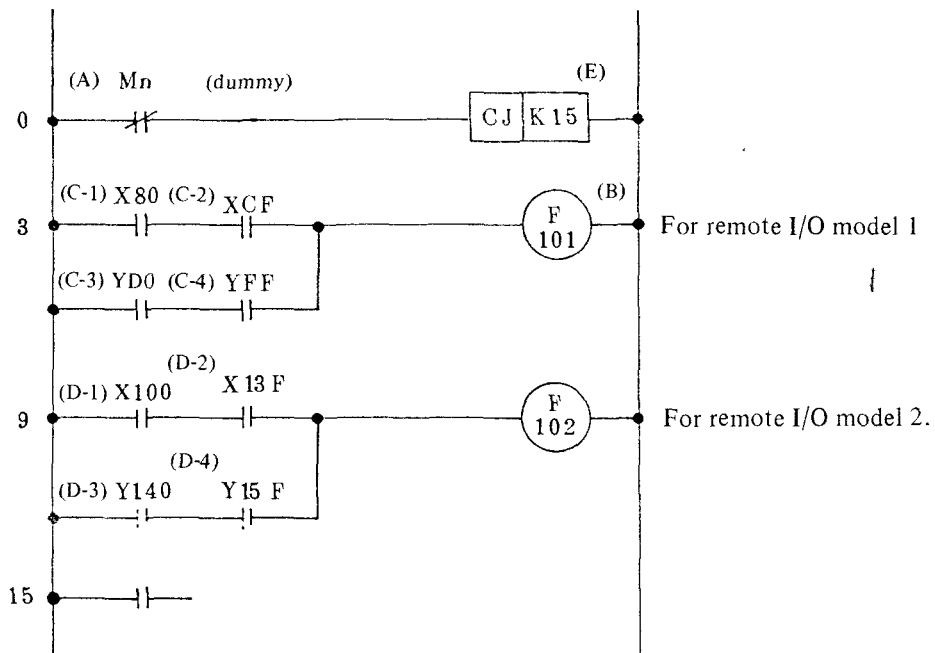 (A) Mn (dummy) (E)
0 CJ K15
(C-1) X80 (C-2) XCF (B)
3 F 101 For remote I/O model 1
(C-3) YD0 (C-4) YFF
(D-2)
(D-1) X100 X13F
9 F 102 For remote I/O model 2.
(D-4)
(D-3) Y140 Y15F
15